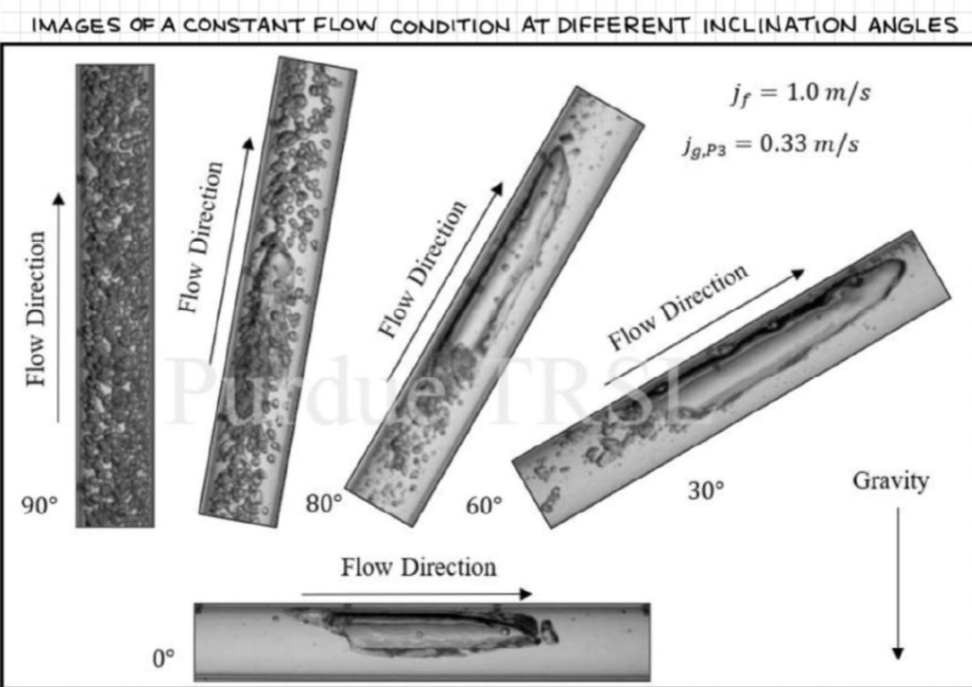 IMAGES OF A CONSTANT FLOW CONDITION AT DIFFERENT INCLINATION ANGLES
j_f = 1.0 m/s
j_{g,P3} = 0.33 m/s
Flow Direction
Flow Direction
Flow Direction
Flow Direction
Purdue TRSL
90°
80°
60°
30°
Gravity
Flow Direction
0°